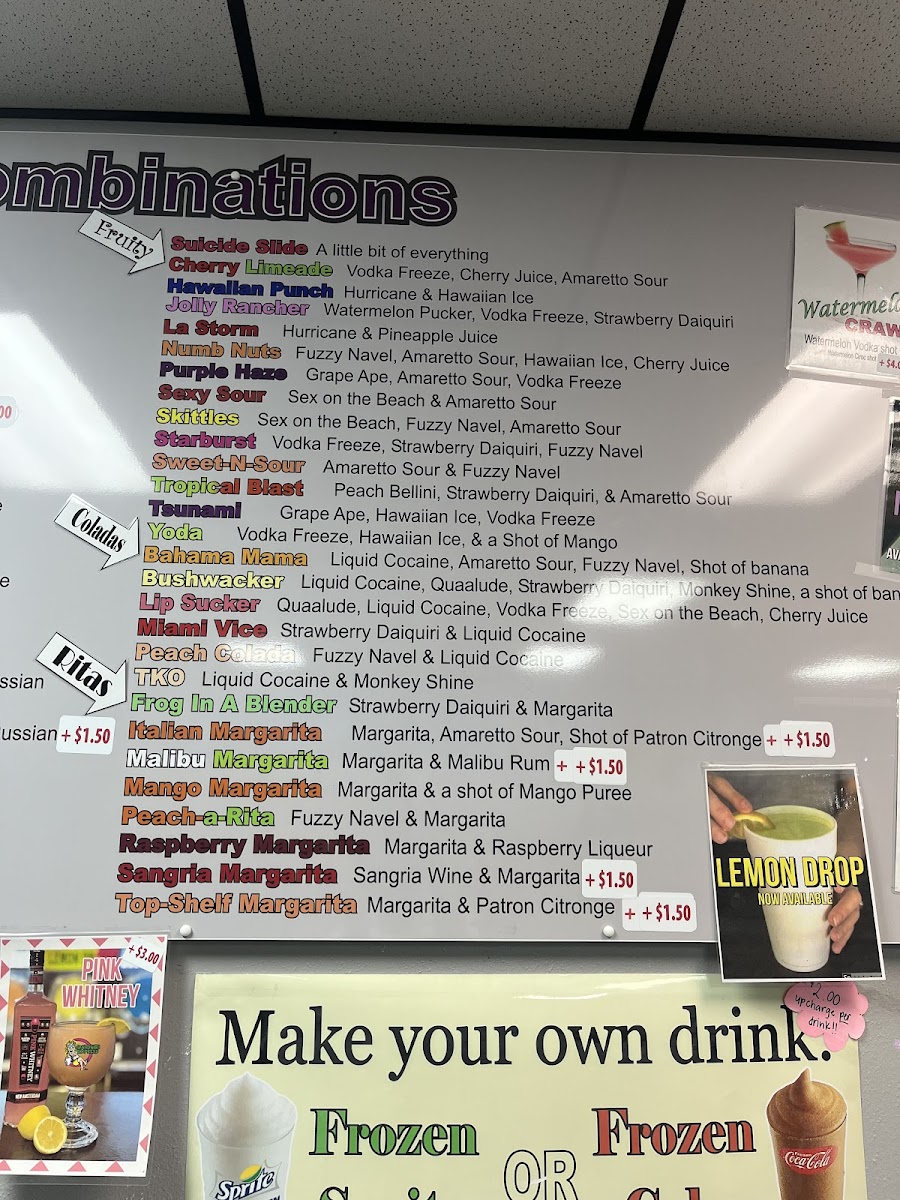 ombinations
Fruity
Suicide Slide A little bit of everything
Cherry Limeade Vodka Freeze, Cherry Juice, Amaretto Sour
Hawaiian Punch Hurricane & Hawaiian Ice
Jolly Rancher Watermelon Pucker, Vodka Freeze, Strawberry Daiquiri
La Storm Hurricane & Pineapple Juice
Numb Nuts Fuzzy Navel, Amaretto Sour, Hawaiian Ice, Cherry Juice
Purple Haze Grape Ape, Amaretto Sour, Vodka Freeze
Sexy Sour Sex on the Beach & Amaretto Sour
Skittles Sex on the Beach, Fuzzy Navel, Amaretto Sour
Starburst Vodka Freeze, Strawberry Daiquiri, Fuzzy Navel
Sweet-N-Sour Amaretto Sour & Fuzzy Navel
Tropical Blast Peach Bellini, Strawberry Daiquiri, & Amaretto Sour
Tsunami Grape Ape, Hawaiian Ice, Vodka Freeze
Yoda Vodka Freeze, Hawaiian Ice, & a Shot of Mango
Coladas
Bahama Mama Liquid Cocaine, Amaretto Sour, Fuzzy Navel, Shot of banana
Bushwacker Liquid Cocaine, Quaalude, Strawberry Daiquiri, Monkey Shine, a shot of ban
Lip Sucker Quaalude, Liquid Cocaine, Vodka Freeze, Sex on the Beach, Cherry Juice
Miami Vice Strawberry Daiquiri & Liquid Cocaine
Peach Colada Fuzzy Navel & Liquid Cocaine
TKO Liquid Cocaine & Monkey Shine
Ritas
Frog In A Blender Strawberry Daiquiri & Margarita
Italian Margarita Margarita, Amaretto Sour, Shot of Patron Citronge + +$1.50
Malibu Margarita Margarita & Malibu Rum + +$1.50
Mango Margarita Margarita & a shot of Mango Puree
Peach-a-Rita Fuzzy Navel & Margarita
Raspberry Margarita Margarita & Raspberry Liqueur
Sangria Margarita Sangria Wine & Margarita +$1.50
Top-Shelf Margarita Margarita & Patron Citronge + +$1.50
ssian
ussian +$1.50
Watermelo
CRAW
Watermelon Vodka shot
+$4.0
LEMON DROP
NOW AVAILABLE
$2.00
upcharge per
drink!!
+$3.00
PINK
WHITNEY
PINK WHITNEY
Make your own drink!
Frozen
OR
Frozen
Sprite
Coca-Cola